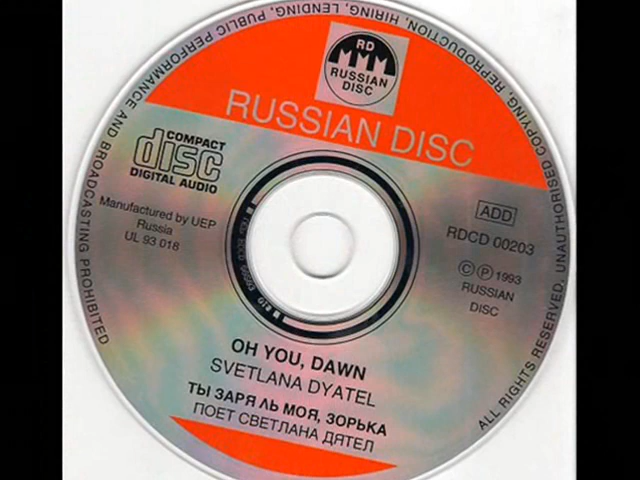 UNAUTHORISED COPYING, REPRODUCTION, HIRING, LENDING, PUBLIC PERFORMANCE AND BROADCASTING PROHIBITED
RD
RUSSIAN
DISC
RUSSIAN DISC
COMPACT
disc
DIGITAL AUDIO
Manufactured by UEP
Russia
UL 93 018
ADD
RDCD 00203
Ⓒ Ⓟ 1993
RUSSIAN
DISC
OH YOU, DAWN
SVETLANA DYATEL
ТЫ ЗАРЯ ЛЬ МОЯ, ЗОРЬКА
ПОЕТ СВЕТЛАНА ДЯТЕЛ
ALL RIGHTS RESERVED.